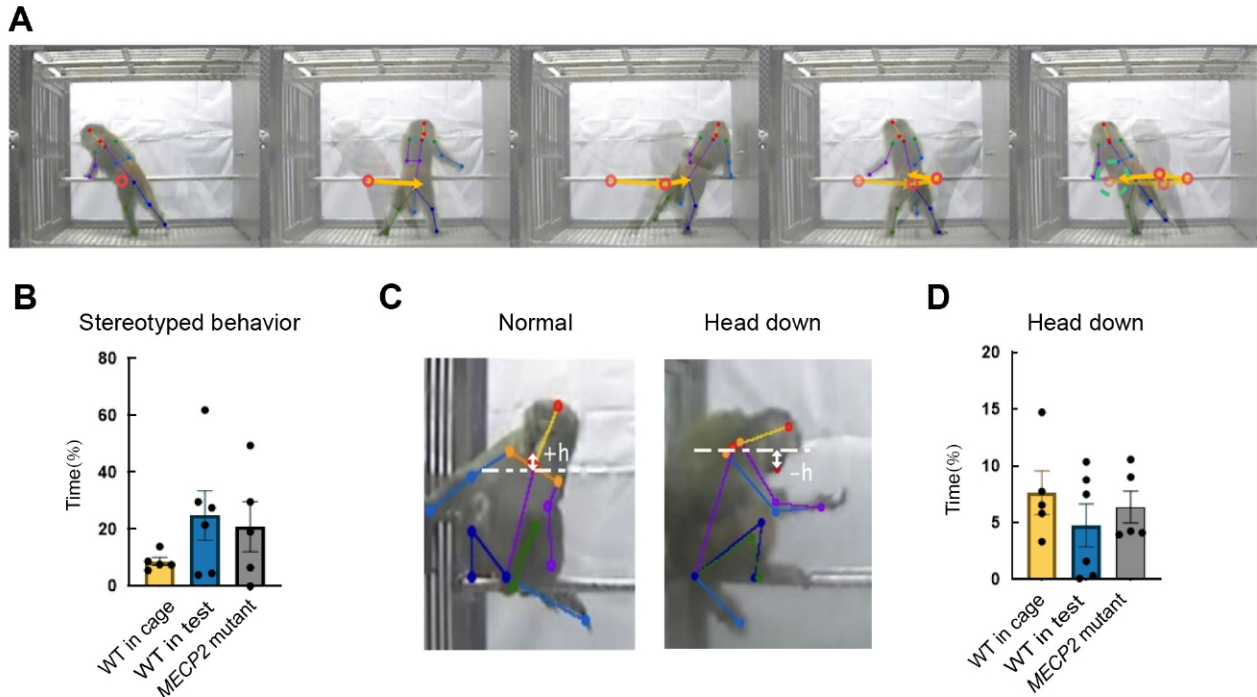 A
B
Stereotyped behavior
Time(%)
80
60
40
20
0
WT in cage
WT in test
MECP2 mutant
C
Normal
+h
Head down
−h
D
Head down
Time(%)
20
15
10
5
0
WT in cage
WT in test
MECP2 mutant